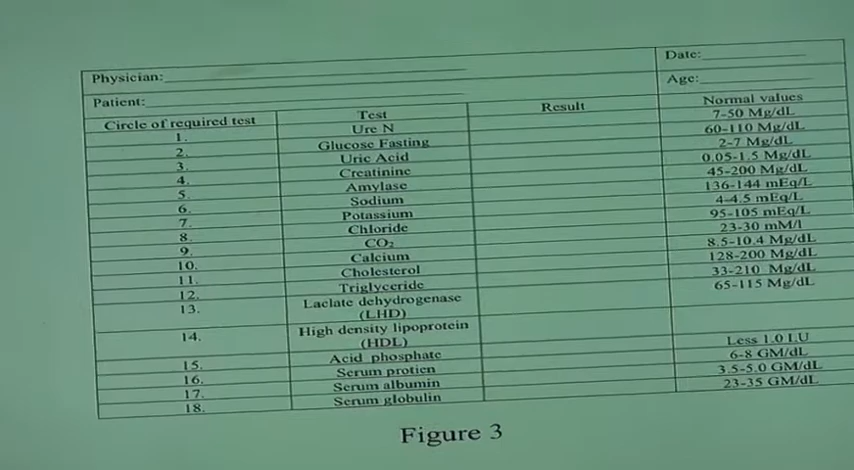 Physician:
Date:
Patient:
Age:
Circle of required test Test Result Normal values
1. Ure N 7-50 Mg/dL
2. Glucose Fasting 60-110 Mg/dL
3. Uric Acid 2-7 Mg/dL
4. Creatinine 0.05-1.5 Mg/dL
5. Amylase 45-200 Mg/dL
6. Sodium 136-144 mEq/L
7. Potassium 4-4.5 mEq/L
8. Chloride 95-105 mEq/L
9. CO₂ 23-30 mM/l
10. Calcium 8.5-10.4 Mg/dL
11. Cholesterol 128-200 Mg/dL
12. Triglyceride 33-210 Mg/dL
13. Laclate dehydrogenase 65-115 Mg/dL
(LHD)
14. High density lipoprotein
(HDL)
15. Acid phosphate Less 1.0 I.U
16. Serum protien 6-8 GM/dL
17. Serum albumin 3.5-5.0 GM/dL
18. Serum globulin 23-35 GM/dL
Figure 3